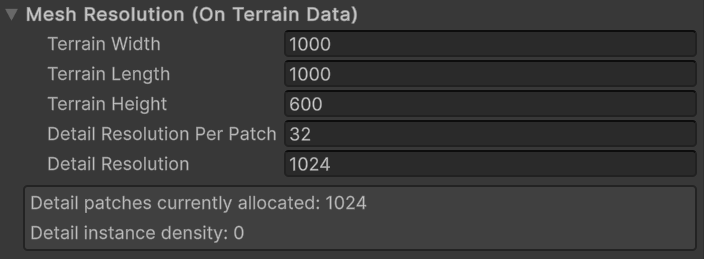 Mesh Resolution (On Terrain Data)
Terrain Width 1000
Terrain Length 1000
Terrain Height 600
Detail Resolution Per Patch 32
Detail Resolution 1024
Detail patches currently allocated: 1024
Detail instance density: 0